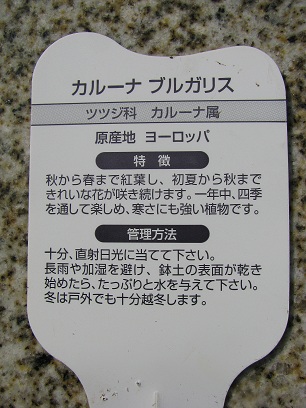 カルーナ ブルガリス
ツツジ科 カルーナ属
原産地 ヨーロッパ
特徴
秋から春まで紅葉し、初夏から秋まで
きれいな花が咲き続けます。一年中、四季
を通して楽しめ、寒さにも強い植物です。
管理方法
十分、直射日光に当てて下さい。
長雨や加湿を避け、鉢土の表面が乾き
始めたら、たっぷりと水を与えて下さい。
冬は戸外でも十分越冬します。